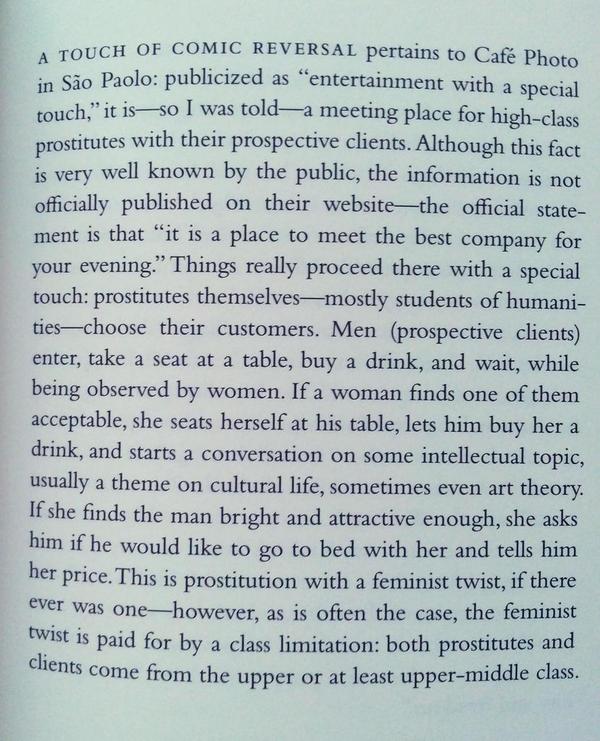 A TOUCH OF COMIC REVERSAL pertains to Café Photo
in São Paolo: publicized as “entertainment with a special
touch,” it is—so I was told—a meeting place for high-class
prostitutes with their prospective clients. Although this fact
is very well known by the public, the information is not
officially published on their website—the official state-
ment is that “it is a place to meet the best company for
your evening.” Things really proceed there with a special
touch: prostitutes themselves—mostly students of humani-
ties—choose their customers. Men (prospective clients)
enter, take a seat at a table, buy a drink, and wait, while
being observed by women. If a woman finds one of them
acceptable, she seats herself at his table, lets him buy her a
drink, and starts a conversation on some intellectual topic,
usually a theme on cultural life, sometimes even art theory.
If she finds the man bright and attractive enough, she asks
him if he would like to go to bed with her and tells him
her price. This is prostitution with a feminist twist, if there
ever was one—however, as is often the case, the feminist
twist is paid for by a class limitation: both prostitutes and
clients come from the upper or at least upper-middle class.